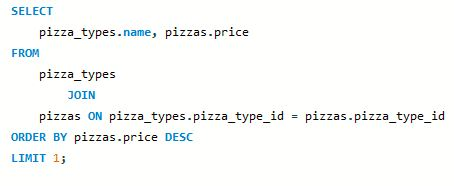 SELECT
    pizza_types.name, pizzas.price
FROM
    pizza_types
        JOIN
    pizzas ON pizza_types.pizza_type_id = pizzas.pizza_type_id
ORDER BY pizzas.price DESC
LIMIT 1;